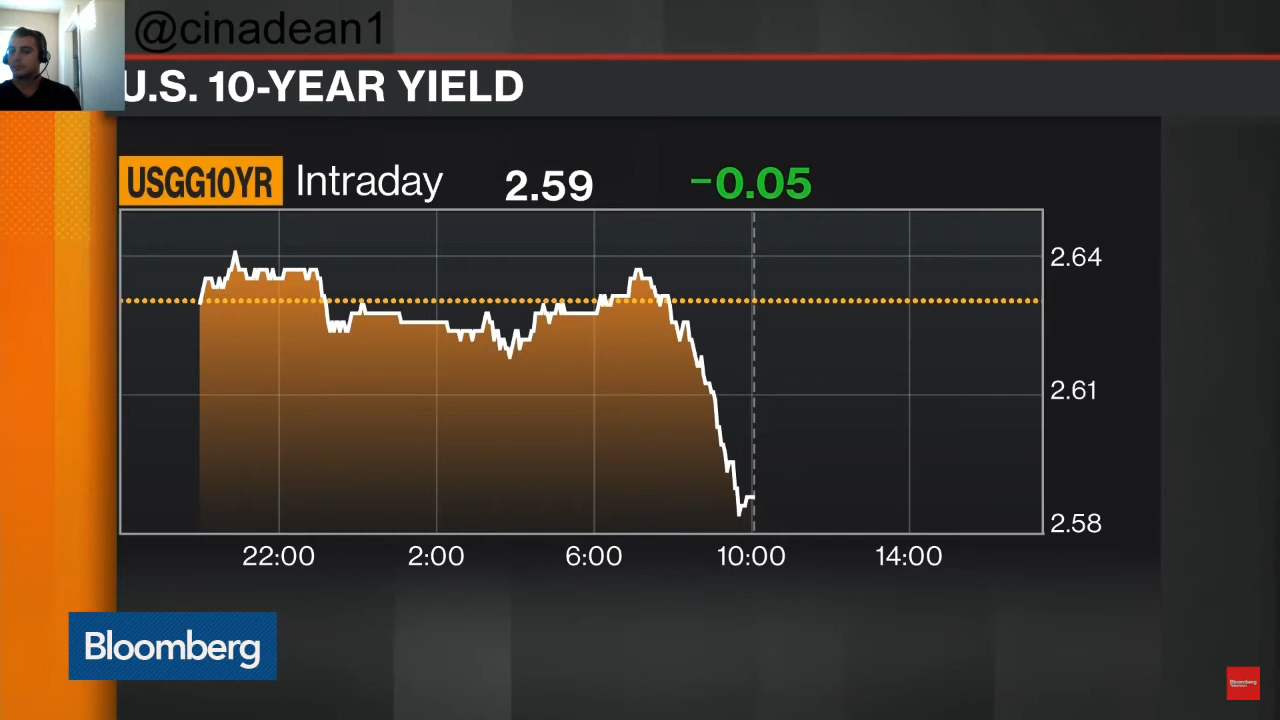 @cinadean1
U.S. 10-YEAR YIELD
USGG10YR Intraday 2.59 −0.05
2.64
2.61
2.58
22:00 2:00 6:00 10:00 14:00
Bloomberg
Bloomberg